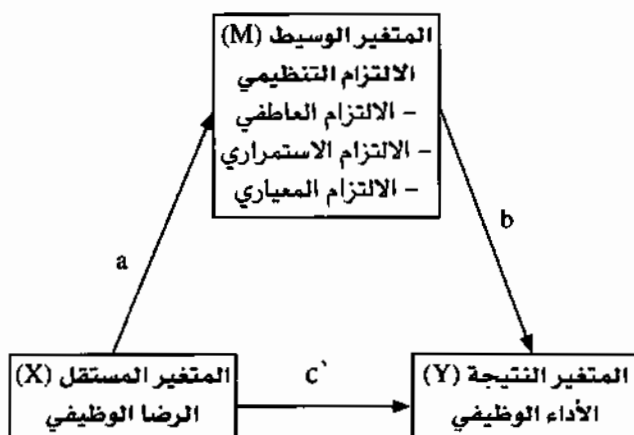 المتغير الوسيط (M)
الالتزام التنظيمي
- الالتزام العاطفي
- الالتزام الاستمراري
- الالتزام المعياري
a
b
المتغير المستقل (X)
الرضا الوظيفي
c`
المتغير النتيجة (Y)
الأداء الوظيفي